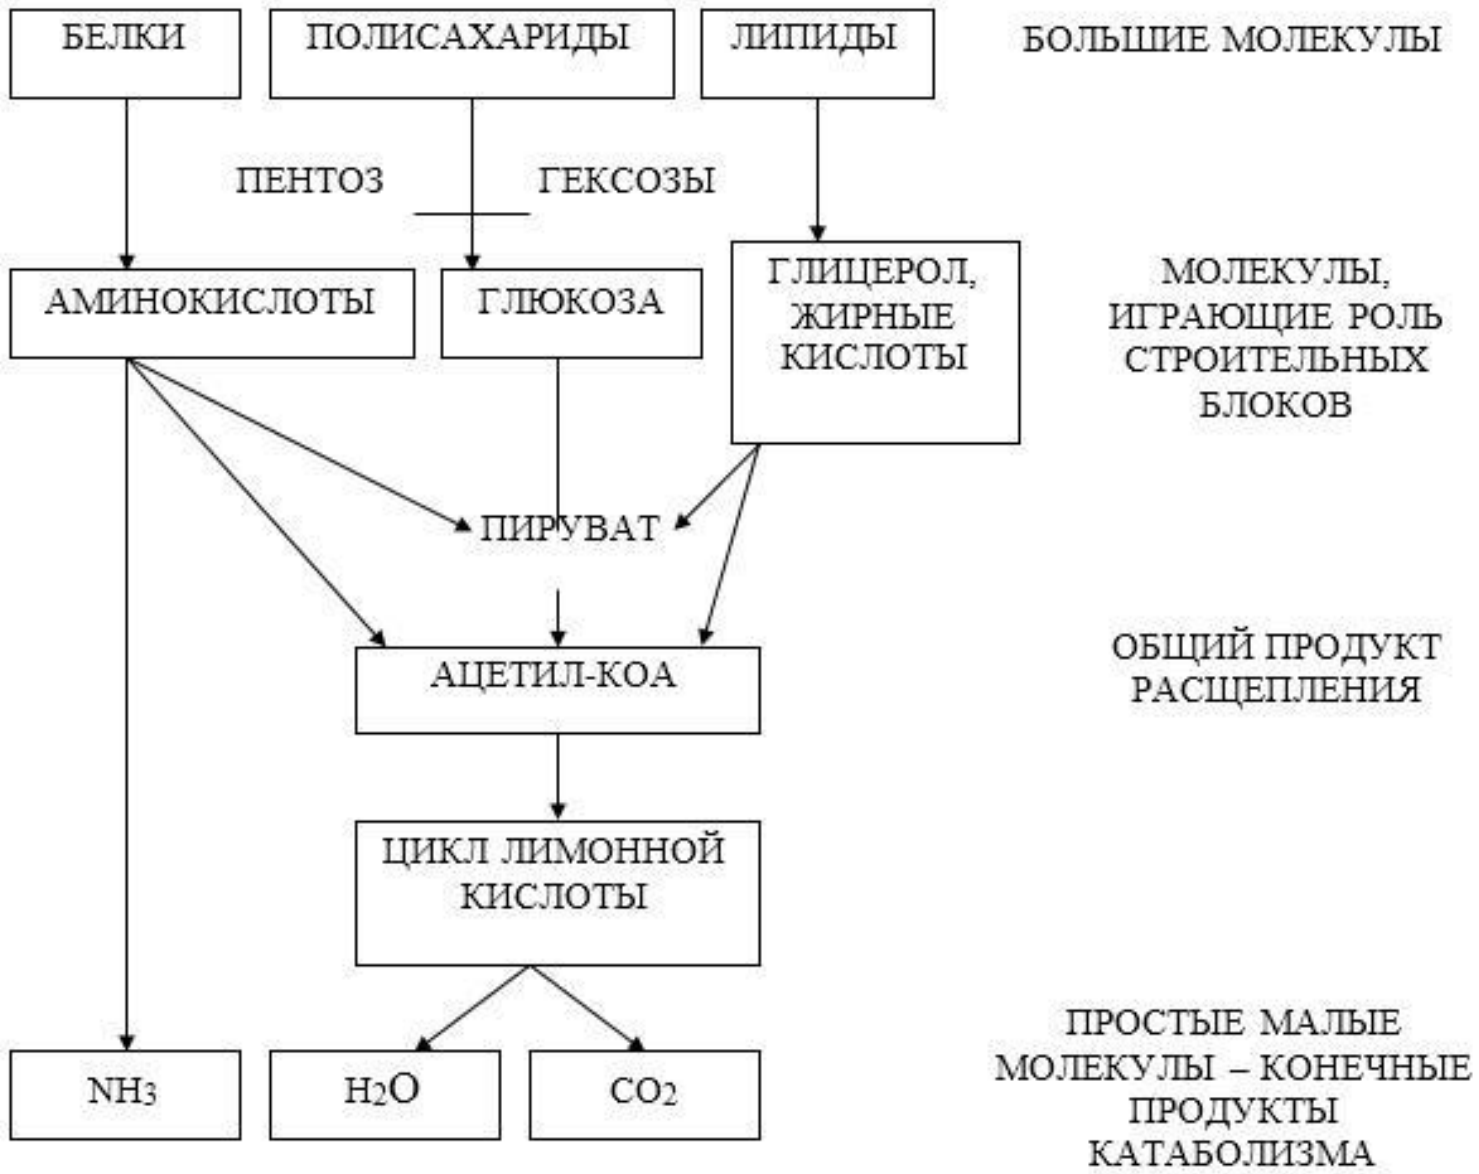 БЕЛКИ
ПОЛИСАХАРИДЫ
ЛИПИДЫ
БОЛЬШИЕ МОЛЕКУЛЫ
ПЕНТОЗ
ГЕКСОЗЫ
АМИНОКИСЛОТЫ
ГЛЮКОЗА
ГЛИЦЕРОЛ,
ЖИРНЫЕ
КИСЛОТЫ
МОЛЕКУЛЫ,
ИГРАЮЩИЕ РОЛЬ
СТРОИТЕЛЬНЫХ
БЛОКОВ
ПИРУВАТ
АЦЕТИЛ-КОА
ОБЩИЙ ПРОДУКТ
РАСЩЕПЛЕНИЯ
ЦИКЛ ЛИМОННОЙ
КИСЛОТЫ
NH3
H2O
CO2
ПРОСТЫЕ МАЛЫЕ
МОЛЕКУЛЫ – КОНЕЧНЫЕ
ПРОДУКТЫ
КАТАБОЛИЗМА